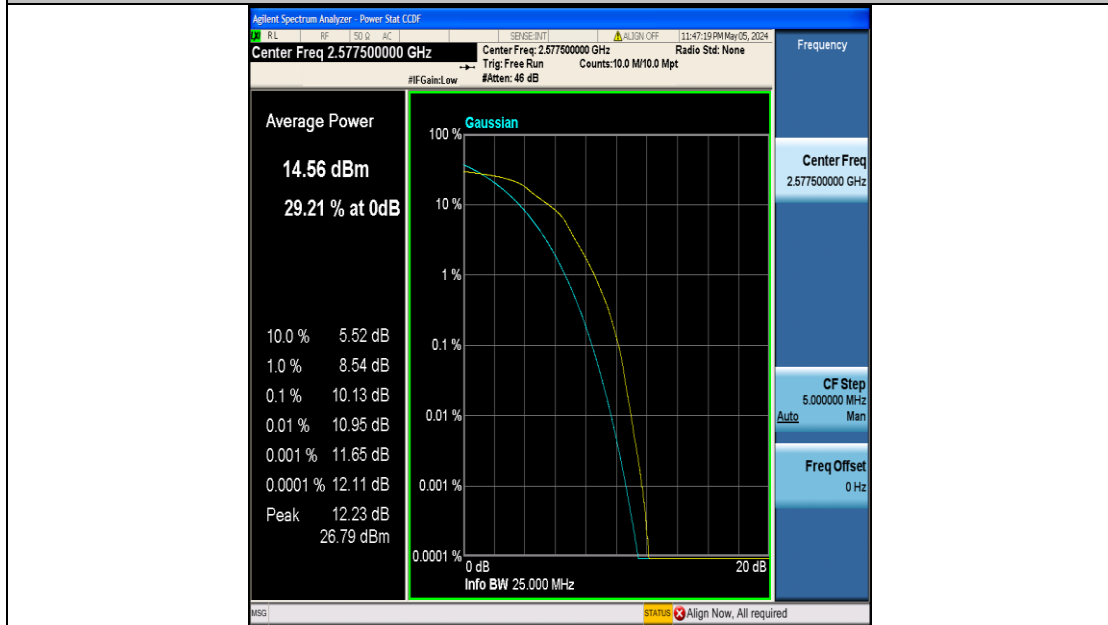 Agilent Spectrum Analyzer - Power Stat CCDF
RL RF 50 Ω AC SENSE:INT ALIGN OFF 11:47:19 PM May 05, 2024
Center Freq 2.577500000 GHz
Center Freq: 2.577500000 GHz Radio Std: None
Trig: Free Run Counts:10.0 M/10.0 Mpt
#IFGain:Low #Atten: 46 dB
Frequency
Average Power
14.56 dBm
29.21 % at 0dB
10.0 % 5.52 dB
1.0 % 8.54 dB
0.1 % 10.13 dB
0.01 % 10.95 dB
0.001 % 11.65 dB
0.0001 % 12.11 dB
Peak 12.23 dB
26.79 dBm
Gaussian
100 %
10 %
1 %
0.1 %
0.01 %
0.001 %
0.0001 %
0 dB 20 dB
Info BW 25.000 MHz
Center Freq
2.577500000 GHz
CF Step
5.000000 MHz
Auto Man
Freq Offset
0 Hz
MSG STATUS Align Now, All required